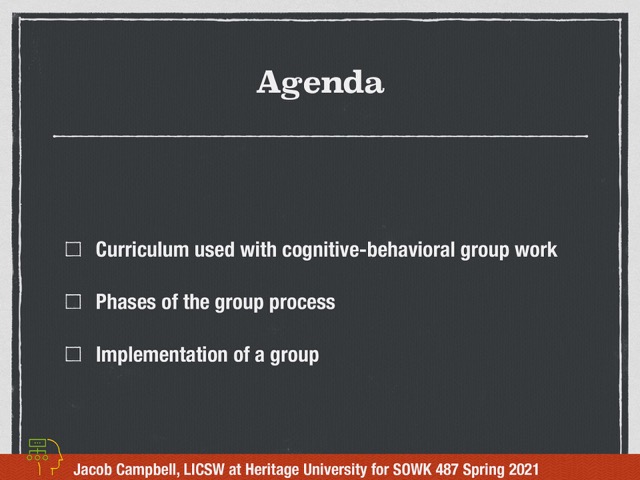 Agenda
Curriculum used with cognitive-behavioral group work
Phases of the group process
Implementation of a group
Jacob Campbell, LICSW at Heritage University for SOWK 487 Spring 2021